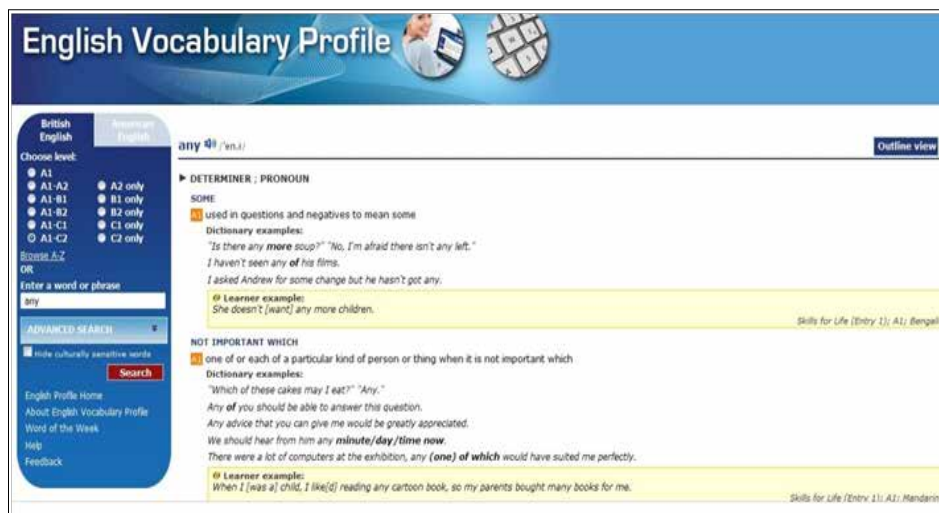 English Vocabulary Profile
British English
American English
Choose level:
A1
A1-A2 A2 only
A1-B1 B1 only
A1-B2 B2 only
A1-C1 C1 only
A1-C2 C2 only
Browse A-Z
OR
Enter a word or phrase
any
ADVANCED SEARCH
Hide culturally sensitive words
Search
English Profile Home
About English Vocabulary Profile
Word of the Week
Help
Feedback
any /ˈen.i/
Outline view
DETERMINER ; PRONOUN
SOME
A1 used in questions and negatives to mean some
Dictionary examples:
"Is there any more soup?" "No, I'm afraid there isn't any left."
I haven't seen any of his films.
I asked Andrew for some change but he hasn't got any.
Learner example:
She doesn't [want] any more children.
Skills for Life (Entry 1); A1; Bengali
NOT IMPORTANT WHICH
A1 one of or each of a particular kind of person or thing when it is not important which
Dictionary examples:
"Which of these cakes may I eat?" "Any."
Any of you should be able to answer this question.
Any advice that you can give me would be greatly appreciated.
We should hear from him any minute/day/time now.
There were a lot of computers at the exhibition, any (one) of which would have suited me perfectly.
Learner example:
When I [was a] child, I like[d] reading any cartoon book, so my parents bought many books for me.
Skills for Life (Entry 1); A1; Mandarin